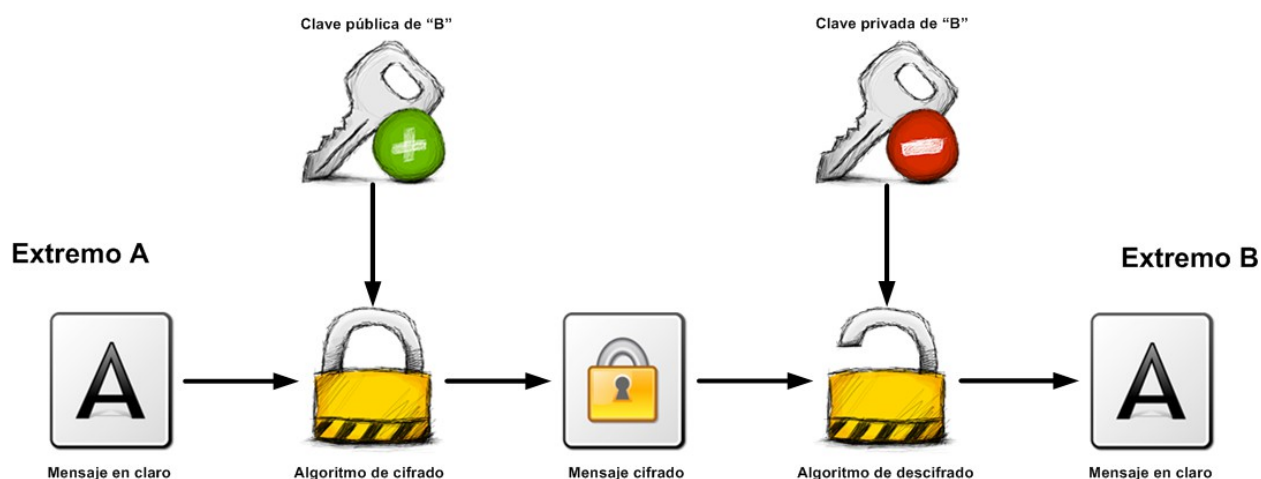 Clave pública de “B”
Clave privada de “B”
Extremo A
Extremo B
A
A
Mensaje en claro
Algoritmo de cifrado
Mensaje cifrado
Algoritmo de descifrado
Mensaje en claro